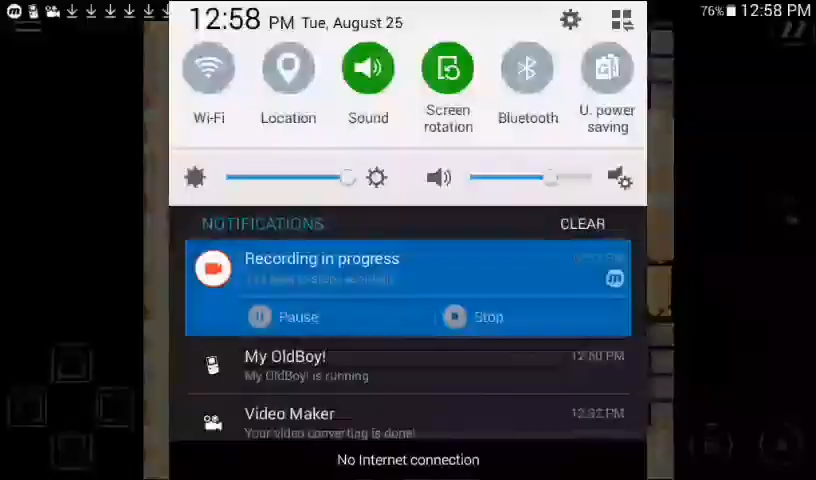 76% 12:58 PM
12:58 PM Tue, August 25
Wi-Fi
Location
Sound
Screen
rotation
Bluetooth
U. power
saving
NOTIFICATIONS
CLEAR
Recording in progress
m
Pause
Stop
My OldBoy!
12:50 PM
My OldBoy! is running
Video Maker
12:32 PM
Your video converting is done!
No Internet connection